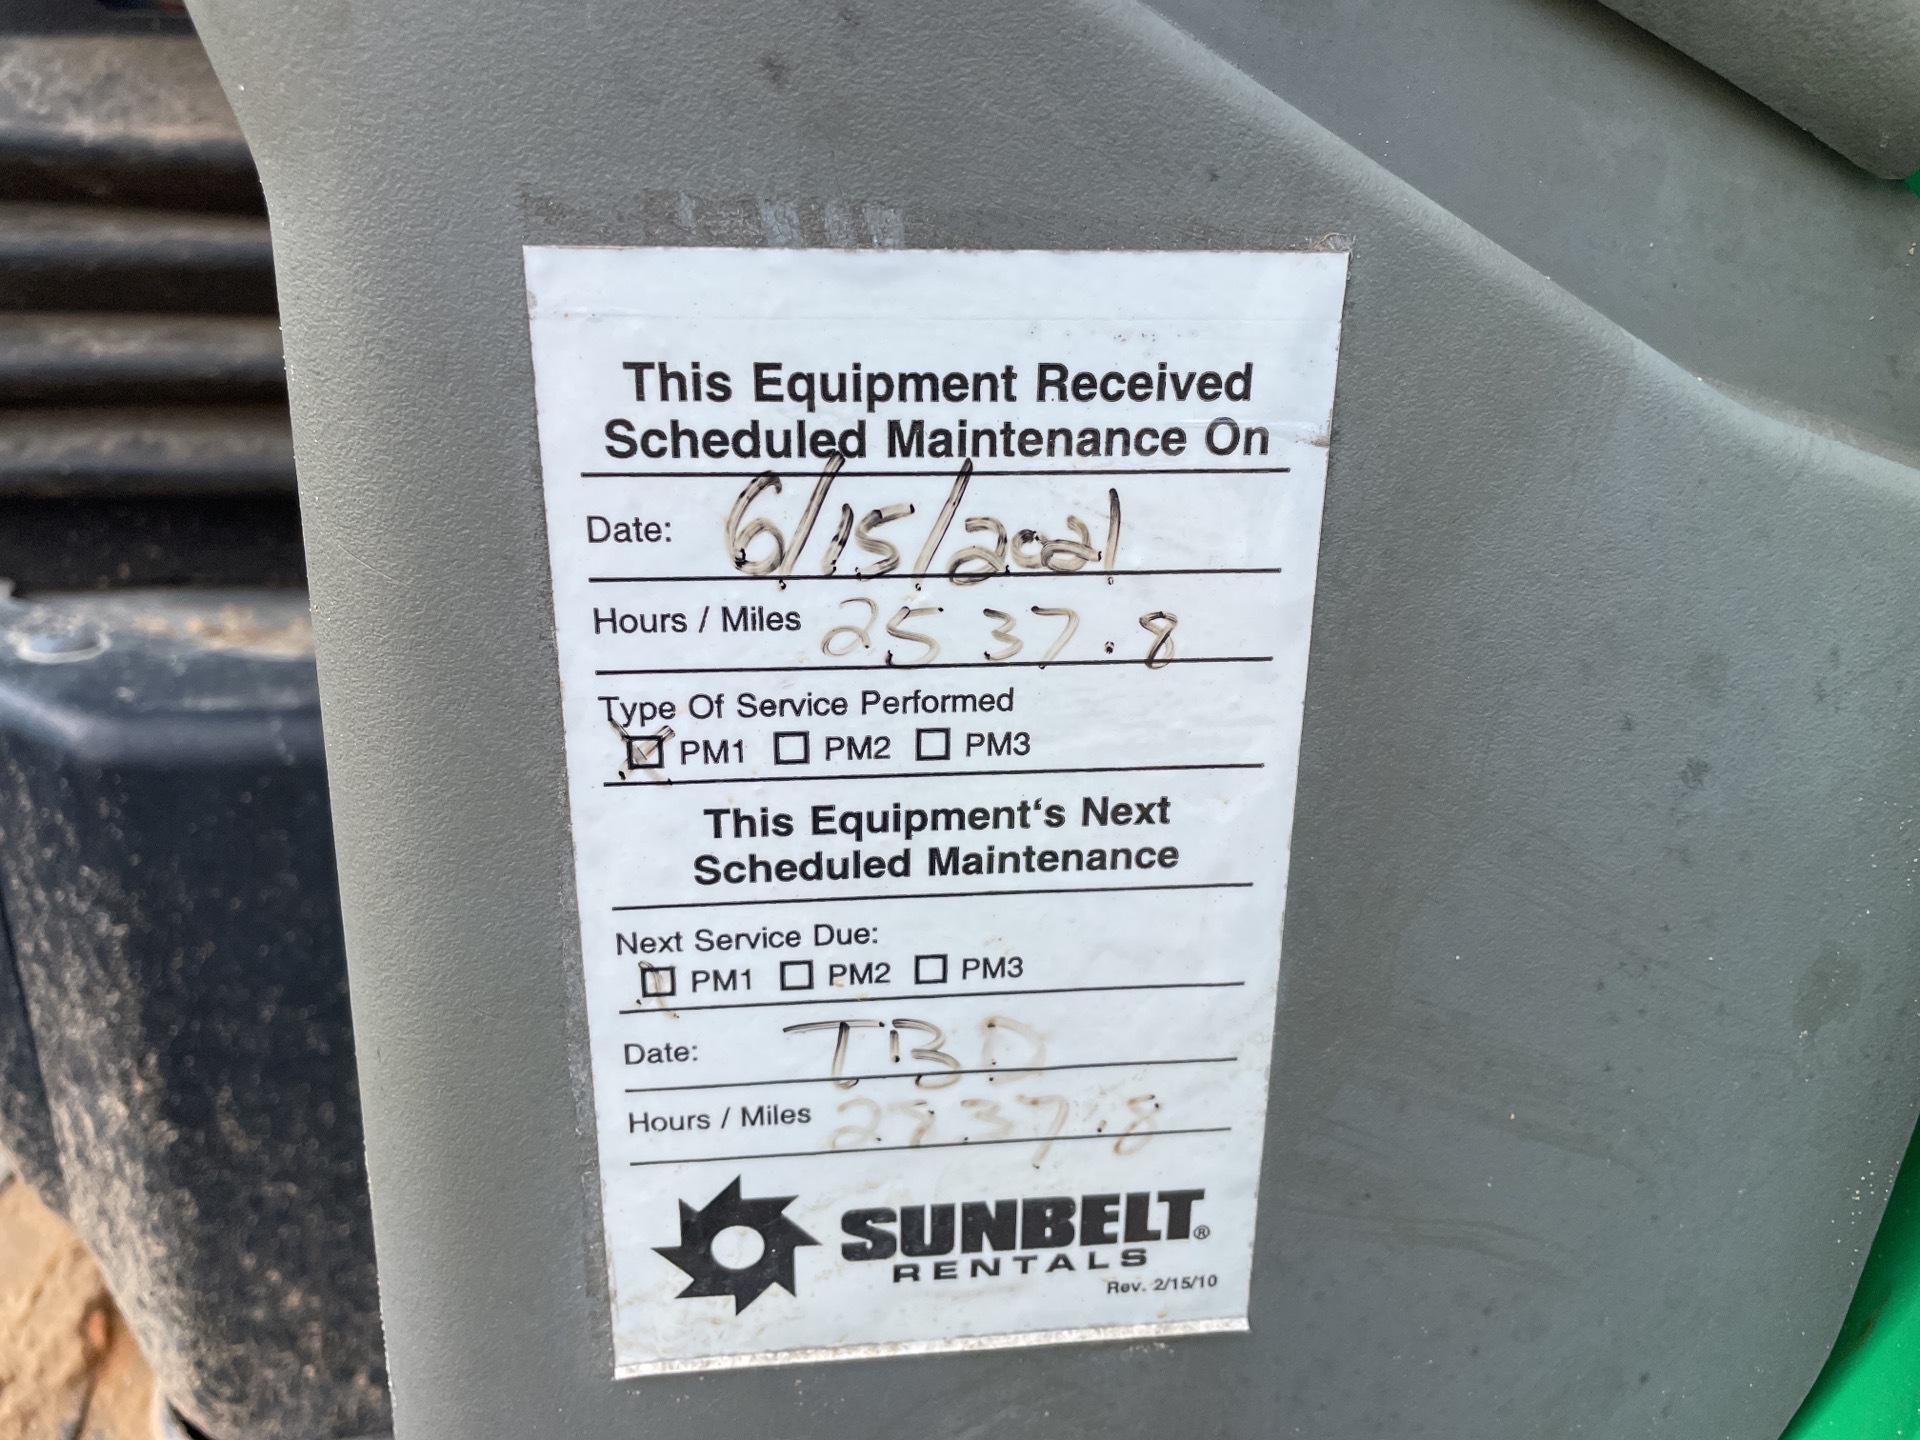 This Equipment Received
Scheduled Maintenance On
Date: 6/15/2021
Hours / Miles 2537.8
Type Of Service Performed
PM1 PM2 PM3
This Equipment's Next
Scheduled Maintenance
Next Service Due:
PM1 PM2 PM3
Date: TBD
Hours / Miles 2837.8
SUNBELT®
RENTALS
Rev. 2/15/10